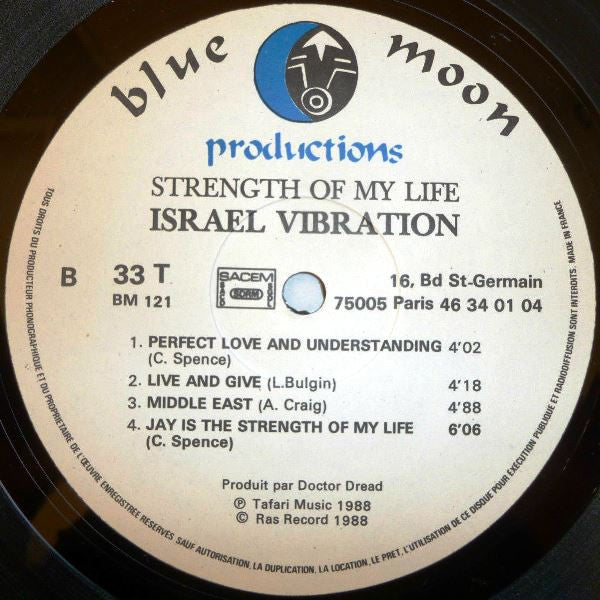 blue moon
productions
STRENGTH OF MY LIFE
ISRAEL VIBRATION
B 33 T
BM 121
SACEM
SDRM
16, Bd St-Germain
75005 Paris 46 34 01 04
1. PERFECT LOVE AND UNDERSTANDING 4'02
(C. Spence)
2. LIVE AND GIVE (L.Bulgin) 4'18
3. MIDDLE EAST (A. Craig) 4'88
4. JAY IS THE STRENGTH OF MY LIFE 6'06
(C. Spence)
Produit par Doctor Dread
Ⓟ Tafari Music 1988
© Ras Record 1988
TOUS DROITS DU PRODUCTEUR PHONOGRAPHIQUE ET DU PROPRIETAIRE DE L'ŒUVRE ENREGISTREE RESERVES SAUF AUTORISATION, LA DUPLICATION, LA LOCATION, LE PRET, L'UTILISATION DE CE DISQUE POUR EXÉCUTION PUBLIQUE ET RADIODIFFUSION SONT INTERDITS. MADE IN FRANCE